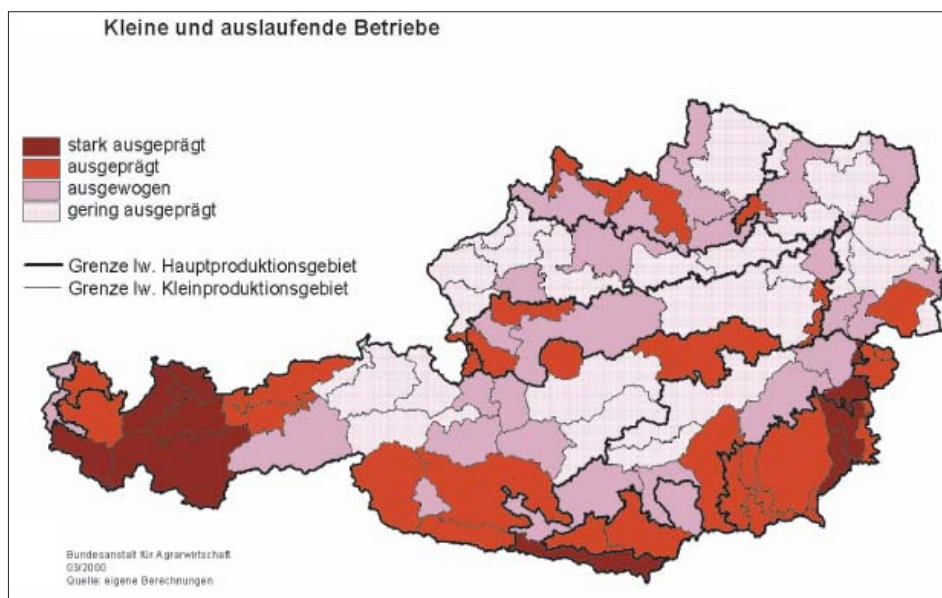 Kleine und auslaufende Betriebe
stark ausgeprägt
ausgeprägt
ausgewogen
gering ausgeprägt
Grenze lw. Hauptproduktionsgebiet
Grenze lw. Kleinproduktionsgebiet
Bundesanstalt für Agrarwirtschaft
03/2000
Quelle: eigene Berechnungen